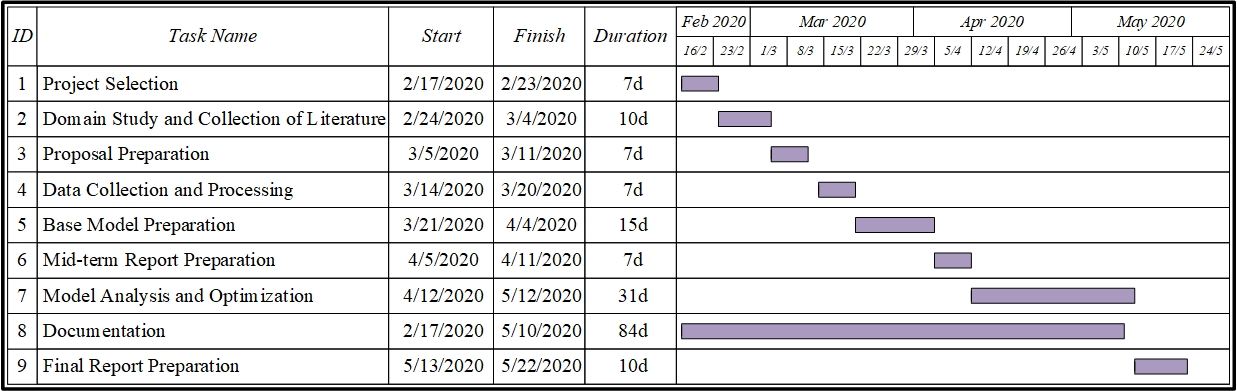 ID Task Name Start Finish Duration Feb 2020 Mar 2020 Apr 2020 May 2020
16/2 23/2 1/3 8/3 15/3 22/3 29/3 5/4 12/4 19/4 26/4 3/5 10/5 17/5 24/5
1 Project Selection 2/17/2020 2/23/2020 7d
2 Domain Study and Collection of Literature 2/24/2020 3/4/2020 10d
3 Proposal Preparation 3/5/2020 3/11/2020 7d
4 Data Collection and Processing 3/14/2020 3/20/2020 7d
5 Base Model Preparation 3/21/2020 4/4/2020 15d
6 Mid-term Report Preparation 4/5/2020 4/11/2020 7d
7 Model Analysis and Optimization 4/12/2020 5/12/2020 31d
8 Documentation 2/17/2020 5/10/2020 84d
9 Final Report Preparation 5/13/2020 5/22/2020 10d